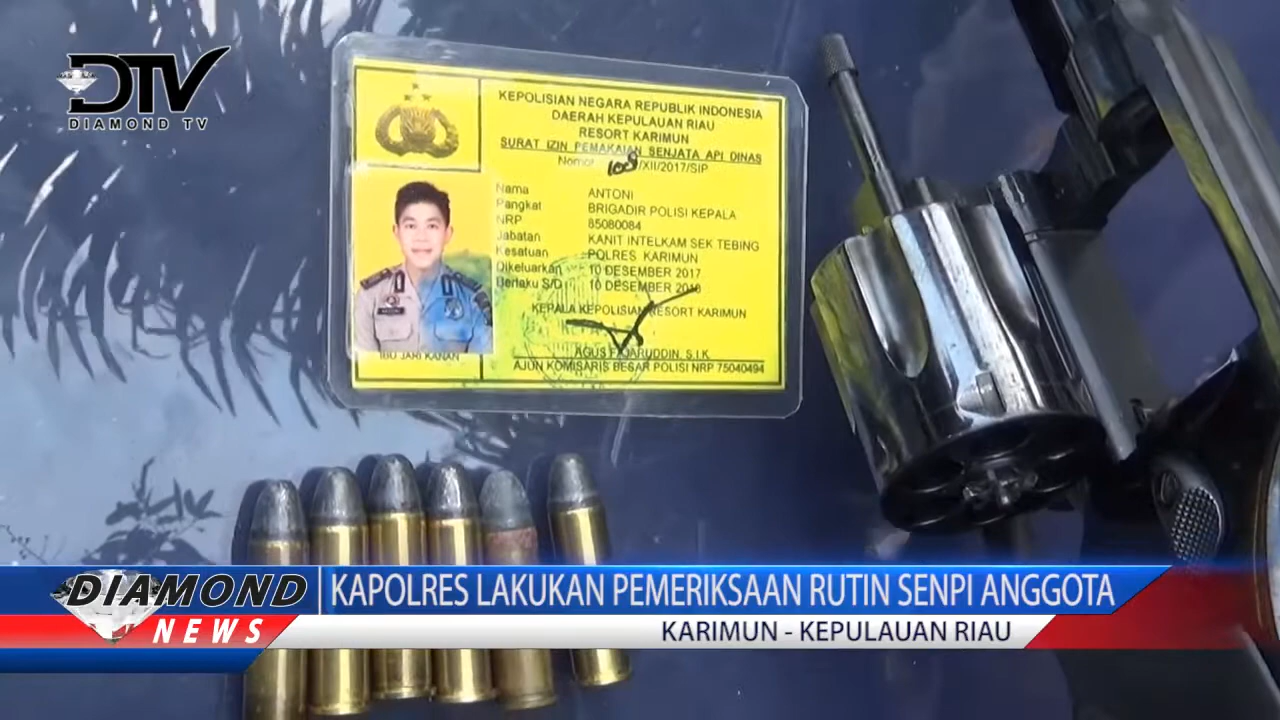 DTV
DIAMOND TV
KEPOLISIAN NEGARA REPUBLIK INDONESIA
DAERAH KEPULAUAN RIAU
RESORT KARIMUN
SURAT IZIN PEMAKAIAN SENJATA API DINAS
Nomor 108/XII/2017/SIP
Nama ANTONI
Pangkat BRIGADIR POLISI KEPALA
NRP 85080084
Jabatan KANIT INTELKAM SEK TEBING
Kesatuan POLRES KARIMUN
Dikeluarkan 10 DESEMBER 2017
Berlaku S/D 10 DESEMBER 2018
KEPALA KEPOLISIAN RESORT KARIMUN
IBU JARI KANAN
AGUS FAJARUDDIN, S.I.K
AJUN KOMISARIS BESAR POLISI NRP 75040494
DIAMOND NEWS
KAPOLRES LAKUKAN PEMERIKSAAN RUTIN SENPI ANGGOTA
KARIMUN - KEPULAUAN RIAU